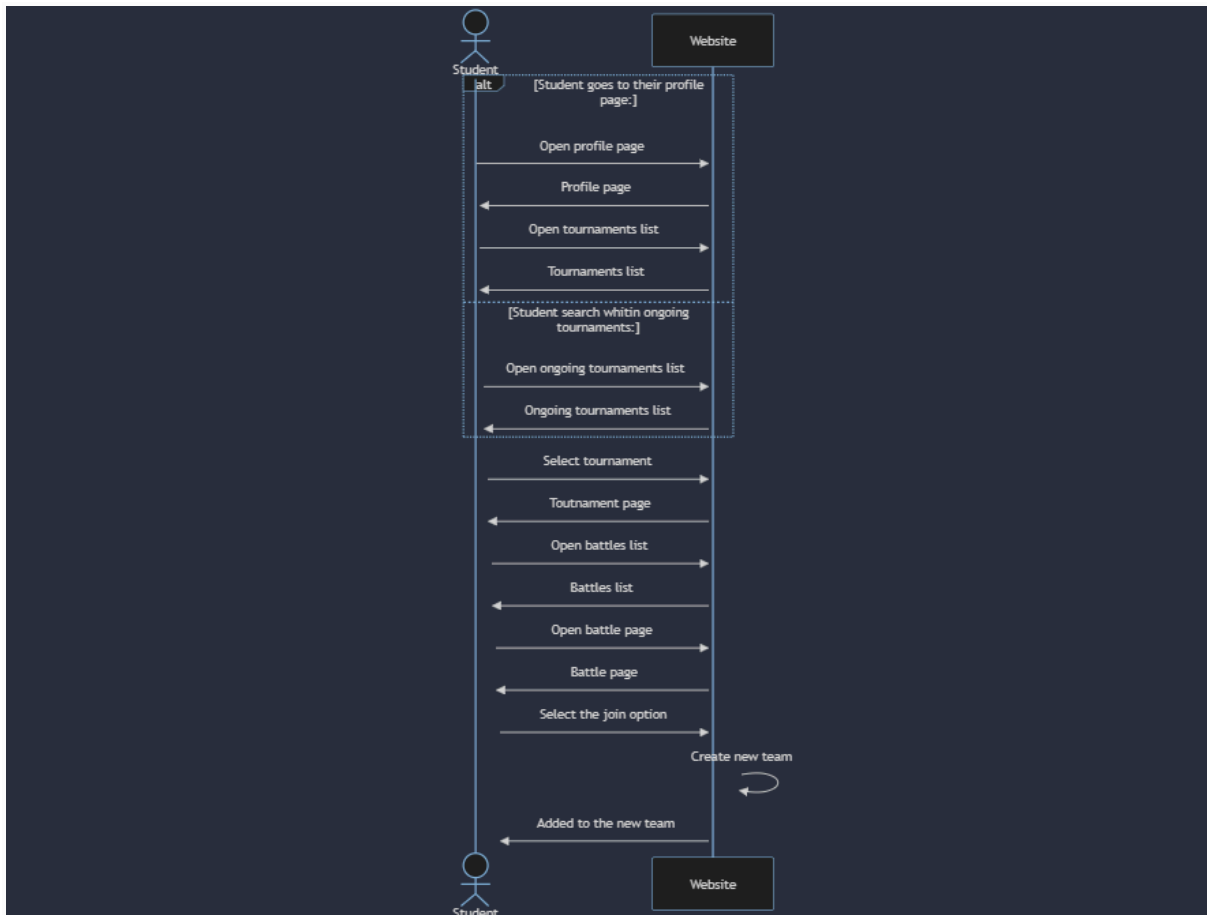 Website
Student
alt
[Student goes to their profile
page:]
Open profile page
Profile page
Open tournaments list
Tournaments list
[Student search whitin ongoing
tournaments:]
Open ongoing tournaments list
Ongoing tournaments list
Select tournament
Toutnament page
Open battles list
Battles list
Open battle page
Battle page
Select the join option
Create new team
Added to the new team
Website
Student